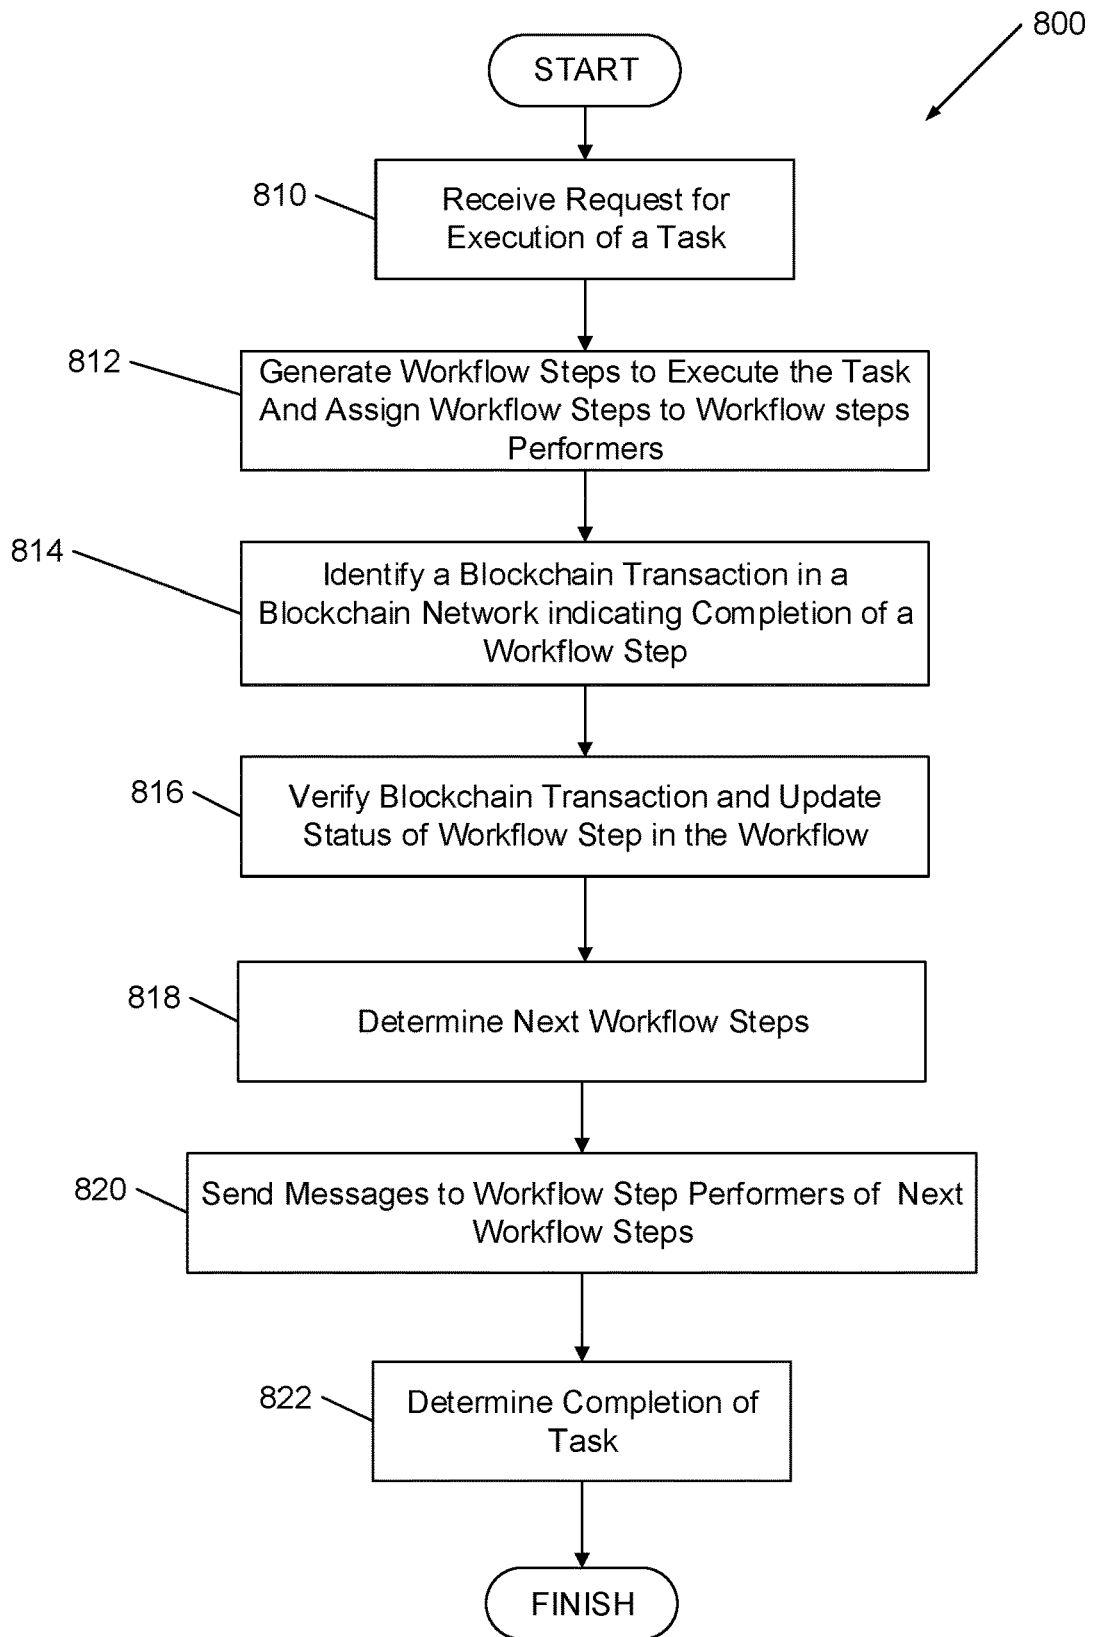 800
START
810
Receive Request for
Execution of a Task
812
Generate Workflow Steps to Execute the Task
And Assign Workflow Steps to Workflow steps
Performers
814
Identify a Blockchain Transaction in a
Blockchain Network indicating Completion of a
Workflow Step
816
Verify Blockchain Transaction and Update
Status of Workflow Step in the Workflow
818
Determine Next Workflow Steps
820
Send Messages to Workflow Step Performers of Next
Workflow Steps
822
Determine Completion of
Task
FINISH